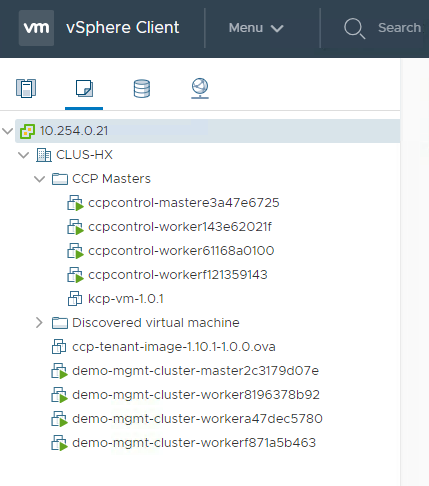 vm vSphere Client Menu Search
10.254.0.21
CLUS-HX
CCP Masters
ccpcontrol-mastere3a47e6725
ccpcontrol-worker143e62021f
ccpcontrol-worker61168a0100
ccpcontrol-workerf121359143
kcp-vm-1.0.1
Discovered virtual machine
ccp-tenant-image-1.10.1-1.0.0.ova
demo-mgmt-cluster-master2c3179d07e
demo-mgmt-cluster-worker8196378b92
demo-mgmt-cluster-workera47dec5780
demo-mgmt-cluster-workerf871a5b463